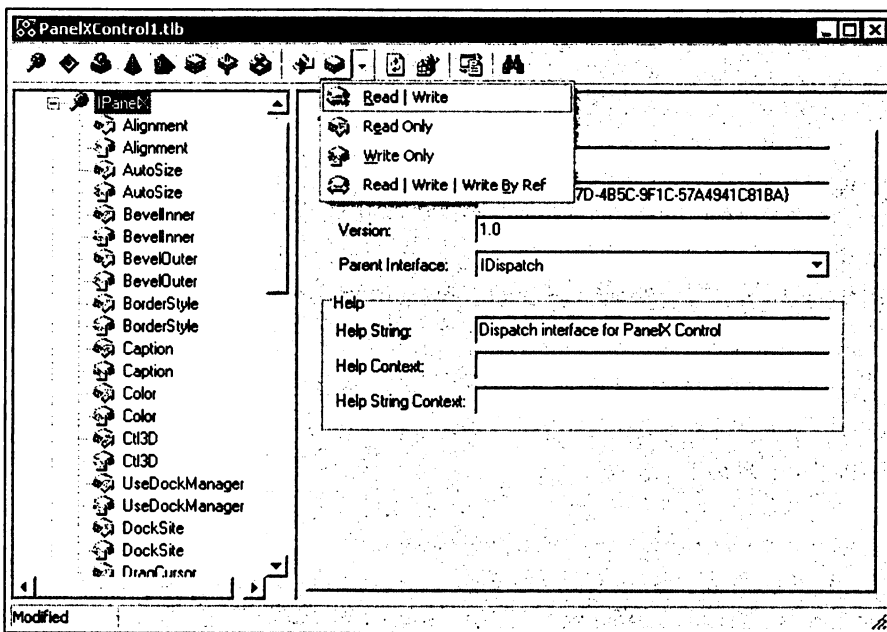 PanelXControl1.tlb
Read | Write
Read Only
Write Only
Read | Write | Write By Ref
IPanelX
Alignment
Alignment
AutoSize
AutoSize
BevelInner
BevelInner
BevelOuter
BevelOuter
BorderStyle
BorderStyle
Caption
Caption
Color
Color
Ctl3D
Ctl3D
UseDockManager
UseDockManager
DockSite
DockSite
DragCursor
7D-4B5C-9F1C-57A4941C81BA}
Version: 1.0
Parent Interface: IDispatch
Help
Help String: Dispatch interface for PanelX Control
Help Context:
Help String Context:
Modified